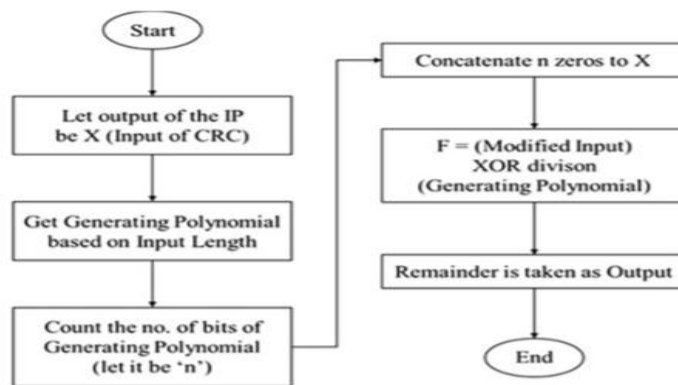 Start
Let output of the IP
be X (Input of CRC)
Get Generating Polynomial
based on Input Length
Count the no. of bits of
Generating Polynomial
(let it be ‘n’)
Concatenate n zeros to X
F = (Modified Input)
XOR divison
(Generating Polynomial)
Remainder is taken as Output
End